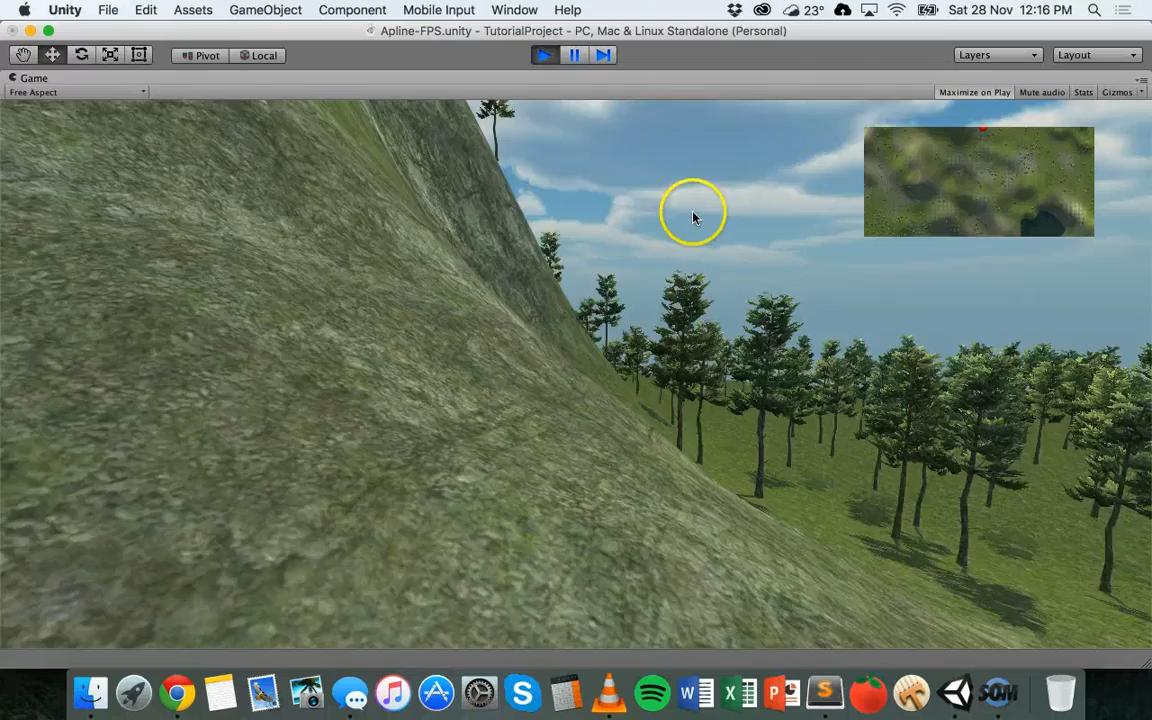 Unity File Edit Assets GameObject Component Mobile Input Window Help 23° Sat 28 Nov 12:16 PM
Apline-FPS.unity - TutorialProject - PC, Mac & Linux Standalone (Personal)
Pivot Local Layers Layout
Game
Free Aspect Maximize on Play Mute audio Stats Gizmos
SOM